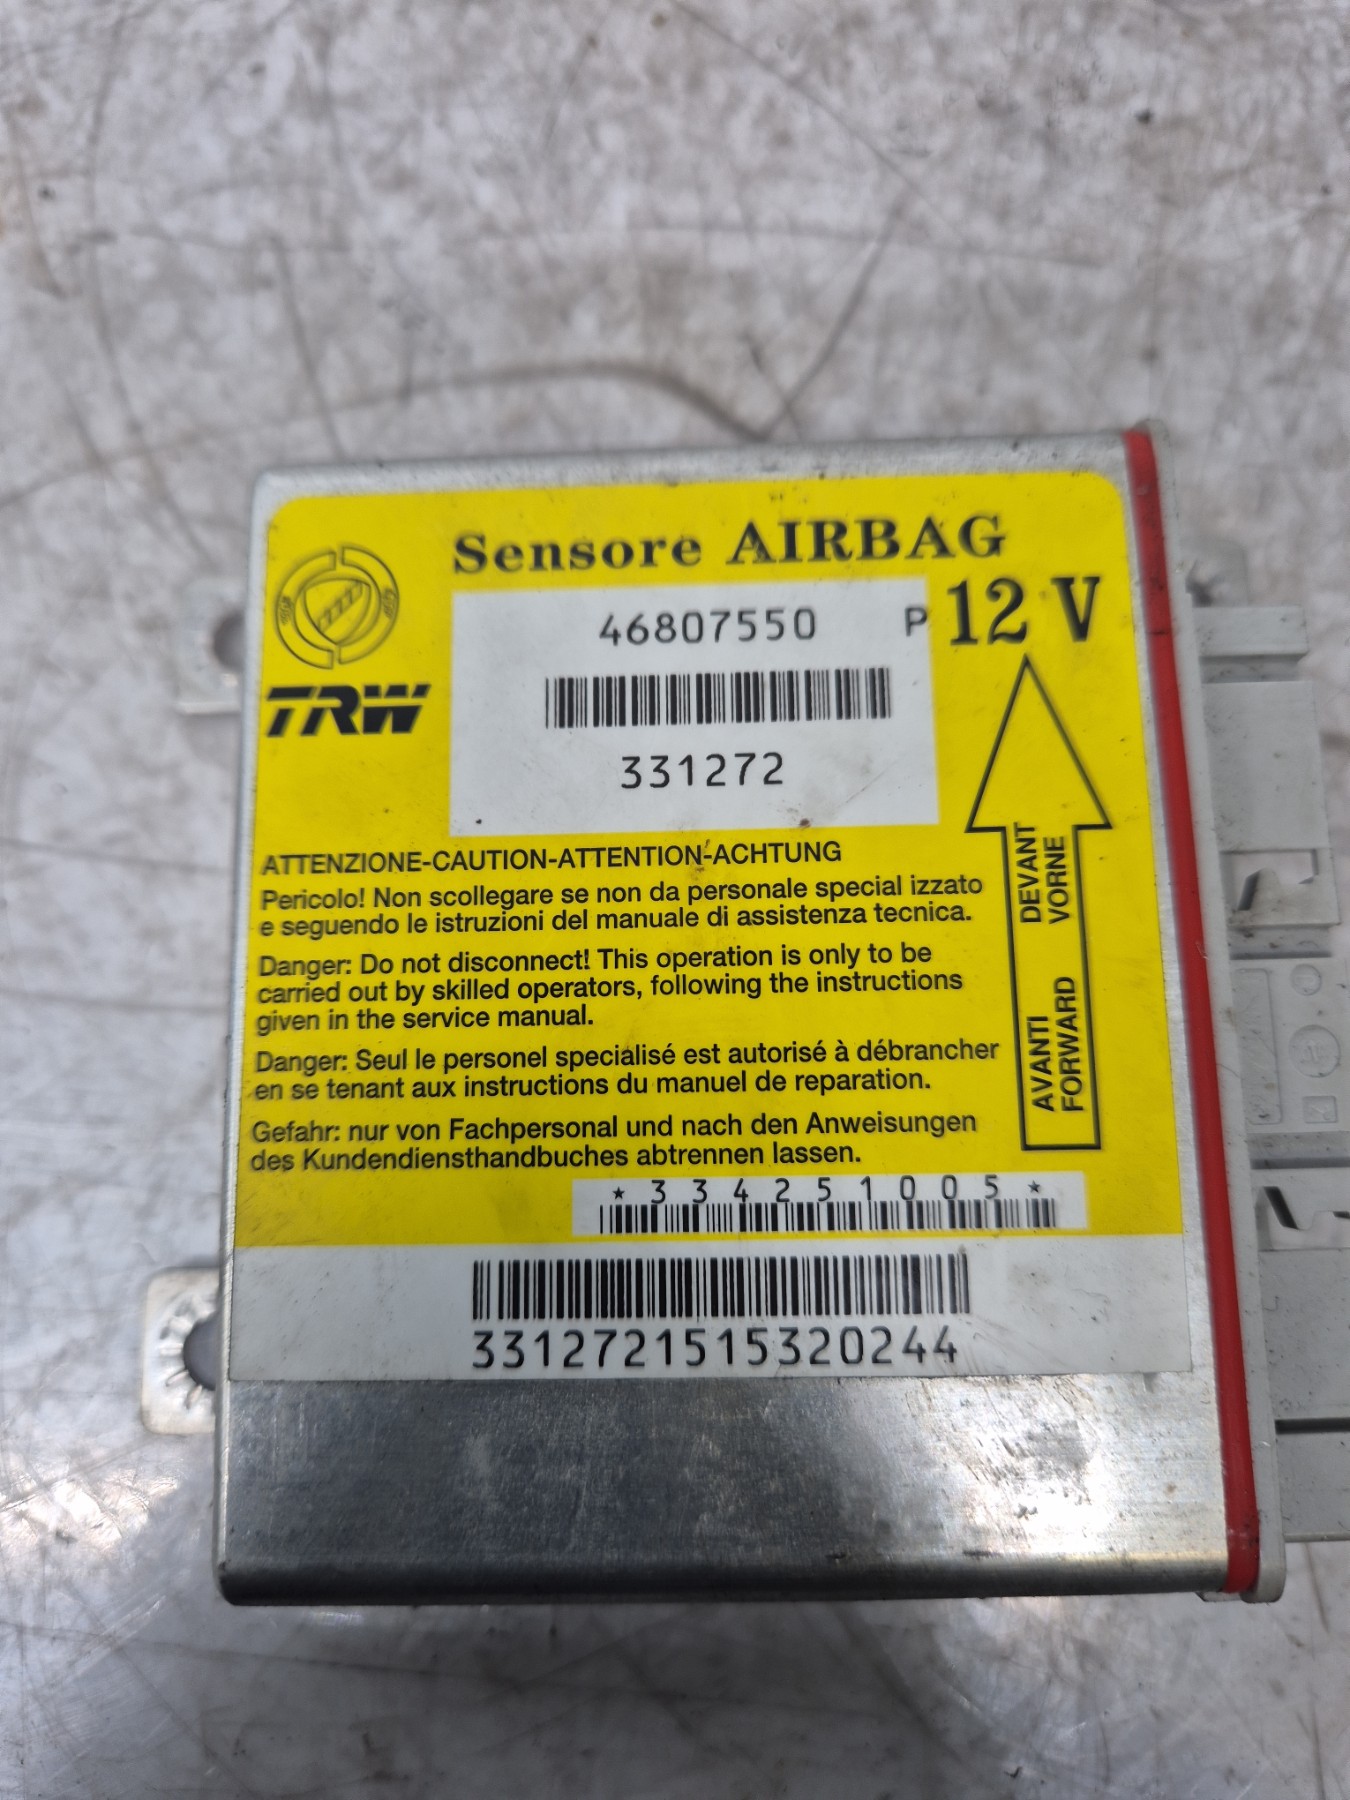 Sensore AIRBAG
46807550 P 12 V
TRW
331272
ATTENZIONE-CAUTION-ATTENTION-ACHTUNG
Pericolo! Non scollegare se non da personale special izzato
e seguendo le istruzioni del manuale di assistenza tecnica.
Danger: Do not disconnect! This operation is only to be
carried out by skilled operators, following the instructions
given in the service manual.
Danger: Seul le personel specialisé est autorisé à débrancher
en se tenant aux instructions du manuel de reparation.
Gefahr: nur von Fachpersonal und nach den Anweisungen
des Kundendiensthandbuches abtrennen lassen.
DEVANT
VORNE
AVANTI
FORWARD
*334251005*
3312721515320244